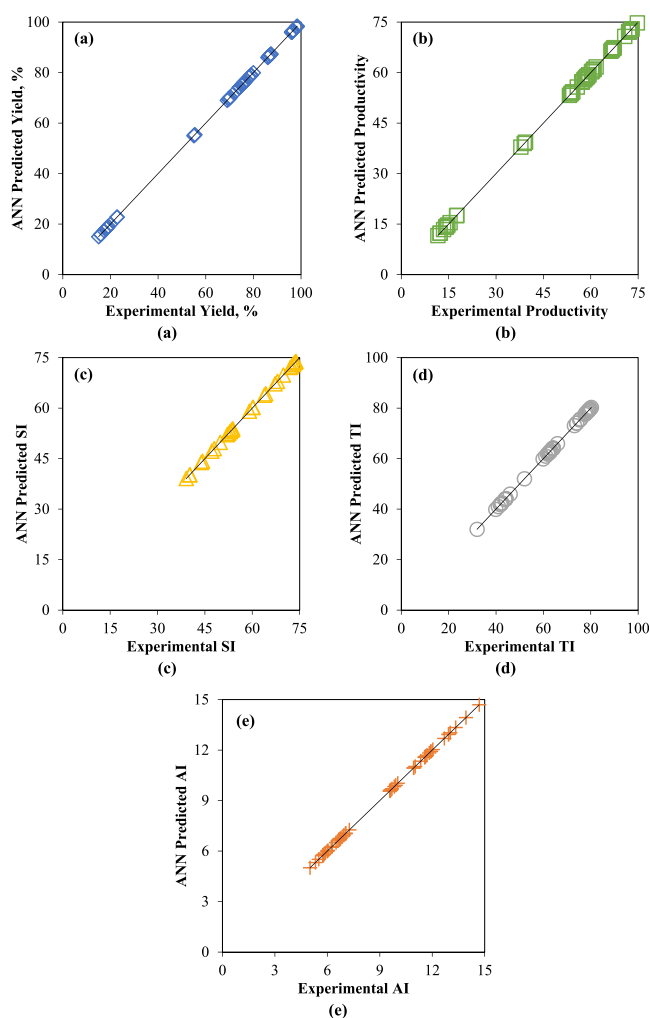 100
80
60
40
20
0
ANN Predicted Yield, %
(a)
0 20 40 60 80 100
Experimental Yield, %
(a)
75
60
45
30
15
0
ANN Predicted Productivity
(b)
0 15 30 45 60 75
Experimental Productivity
(b)
75
60
45
30
15
0
ANN Predicted SI
(c)
0 15 30 45 60 75
Experimental SI
(c)
100
80
60
40
20
0
ANN Predicted TI
(d)
0 20 40 60 80 100
Experimental TI
(d)
15
12
9
6
3
0
ANN Predicted AI
(e)
0 3 6 9 12 15
Experimental AI
(e)